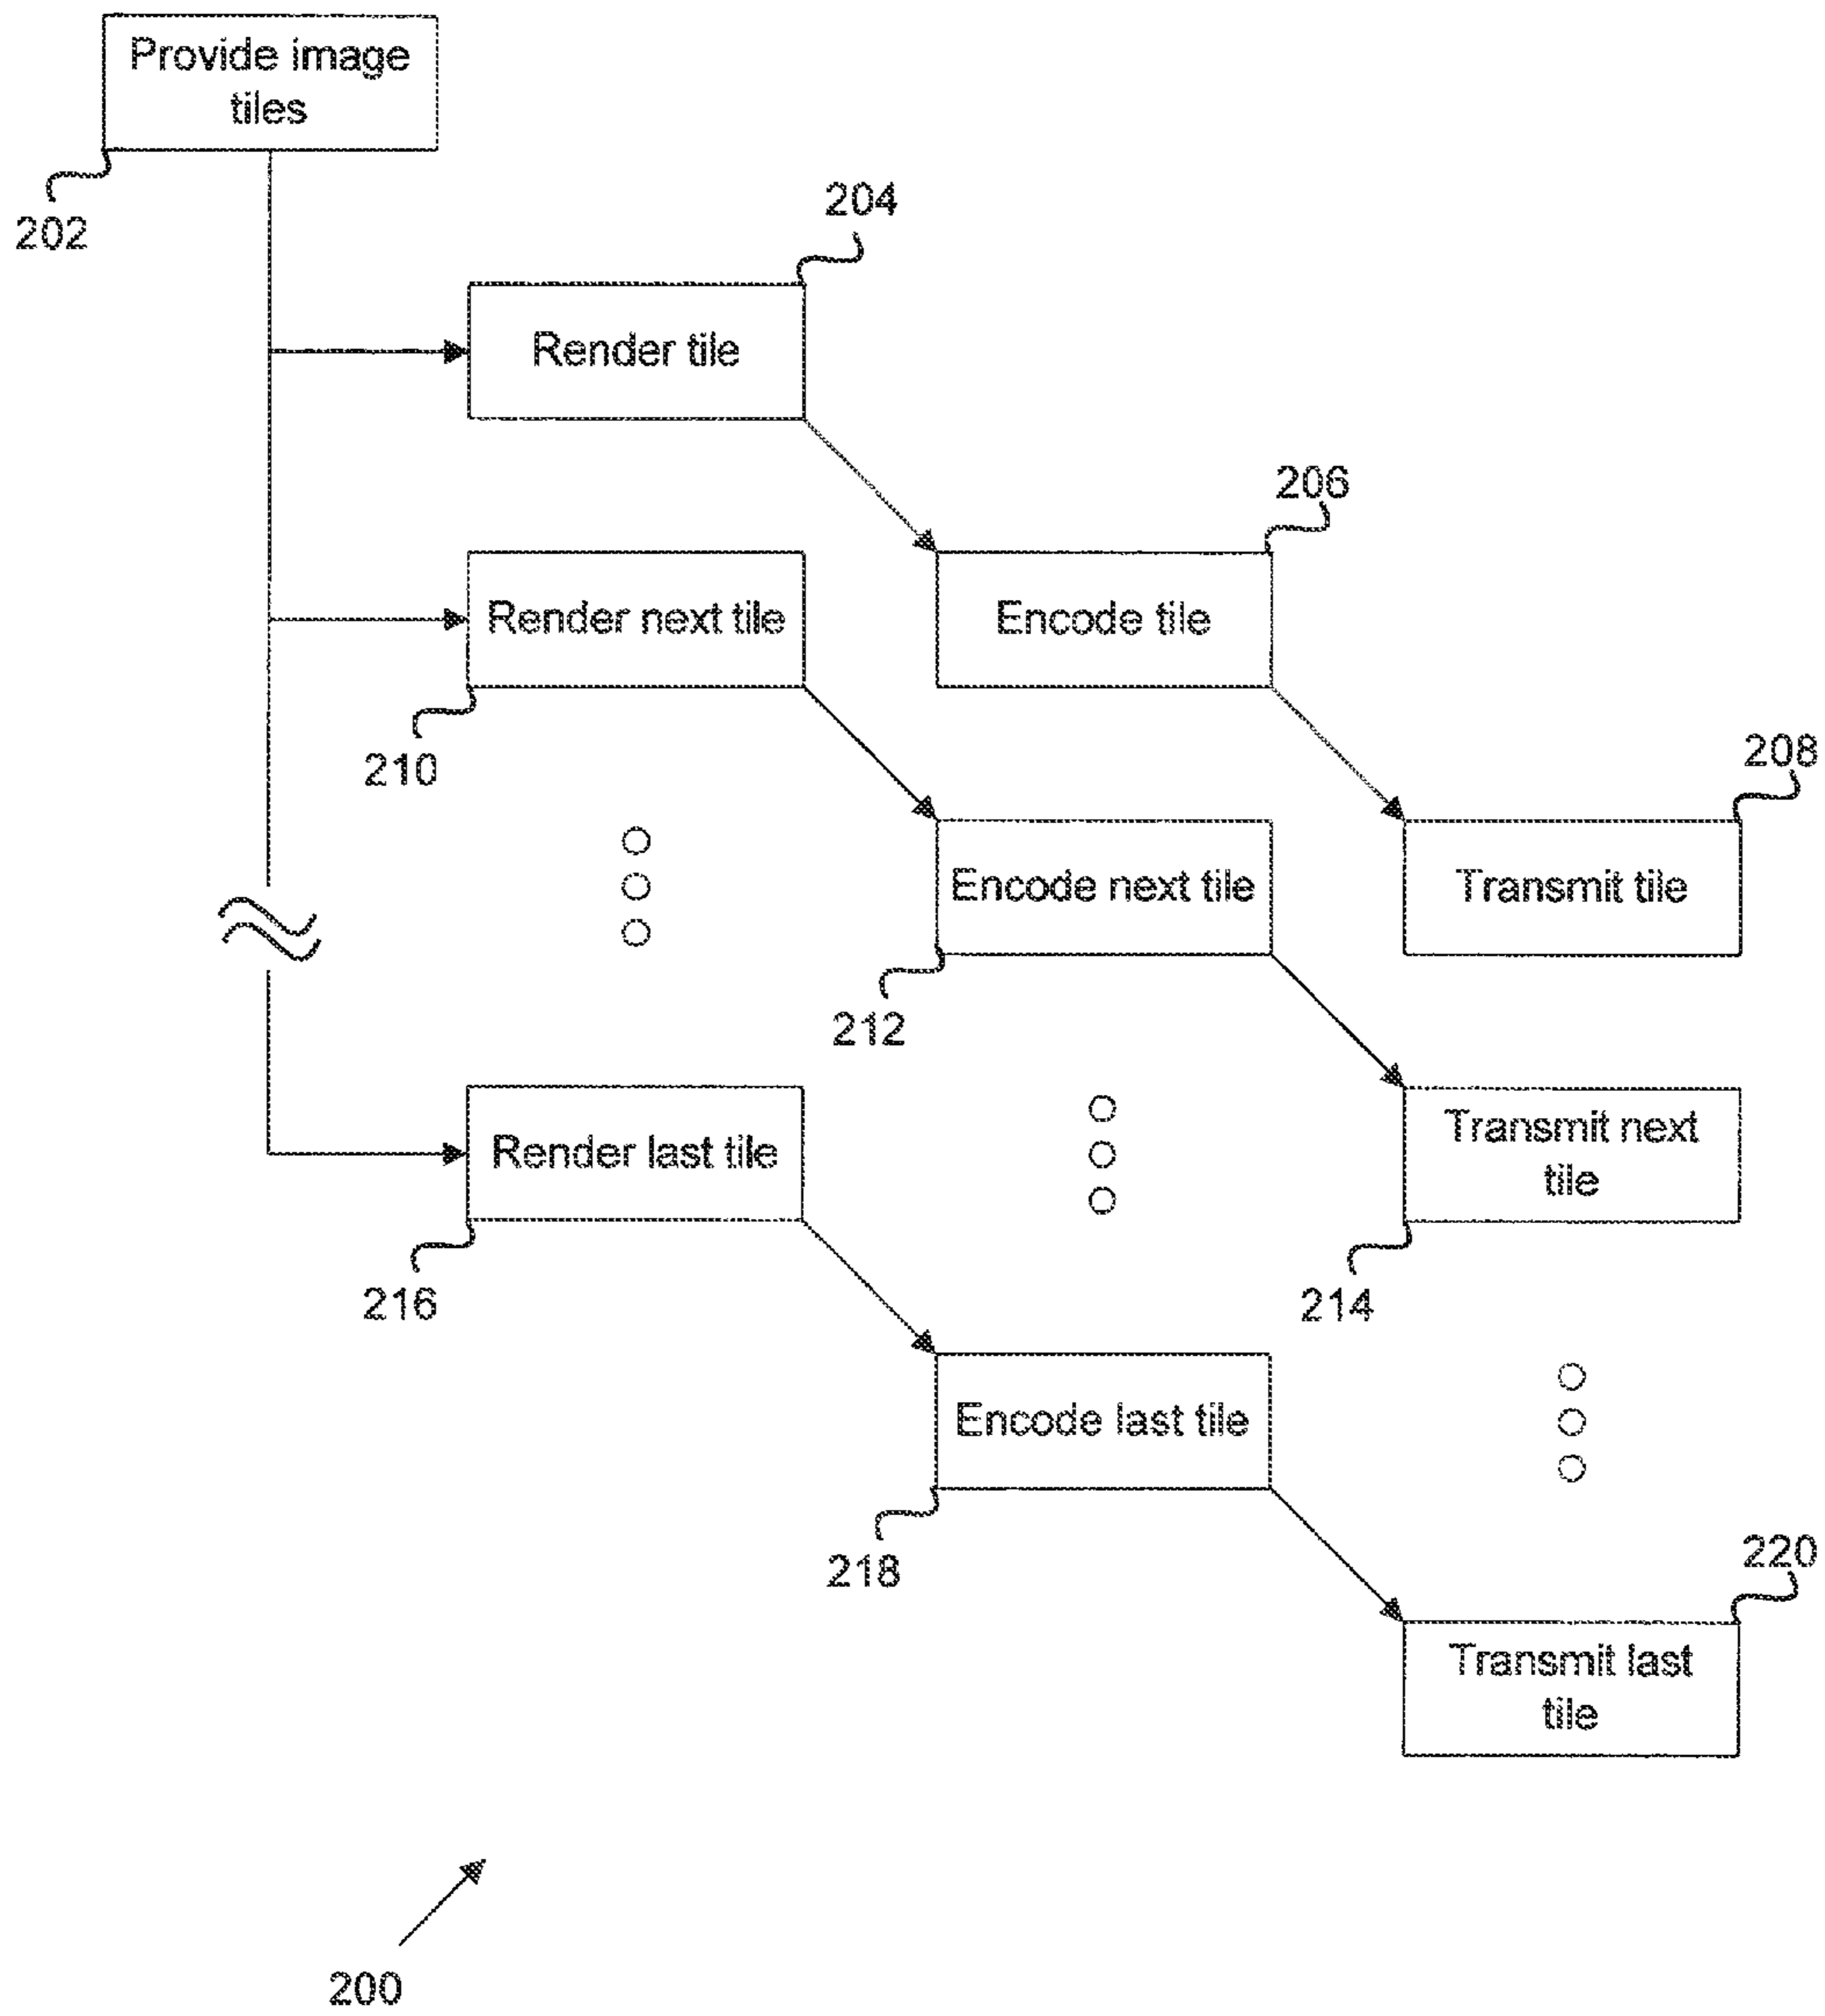 Provide image
tiles
202
204
Render tile
206
Render next tile
Encode tile
210
208
Encode next tile
Transmit tile
212
Render last tile
Transmit next
tile
216
214
Encode last tile
218
220
Transmit last
tile
200